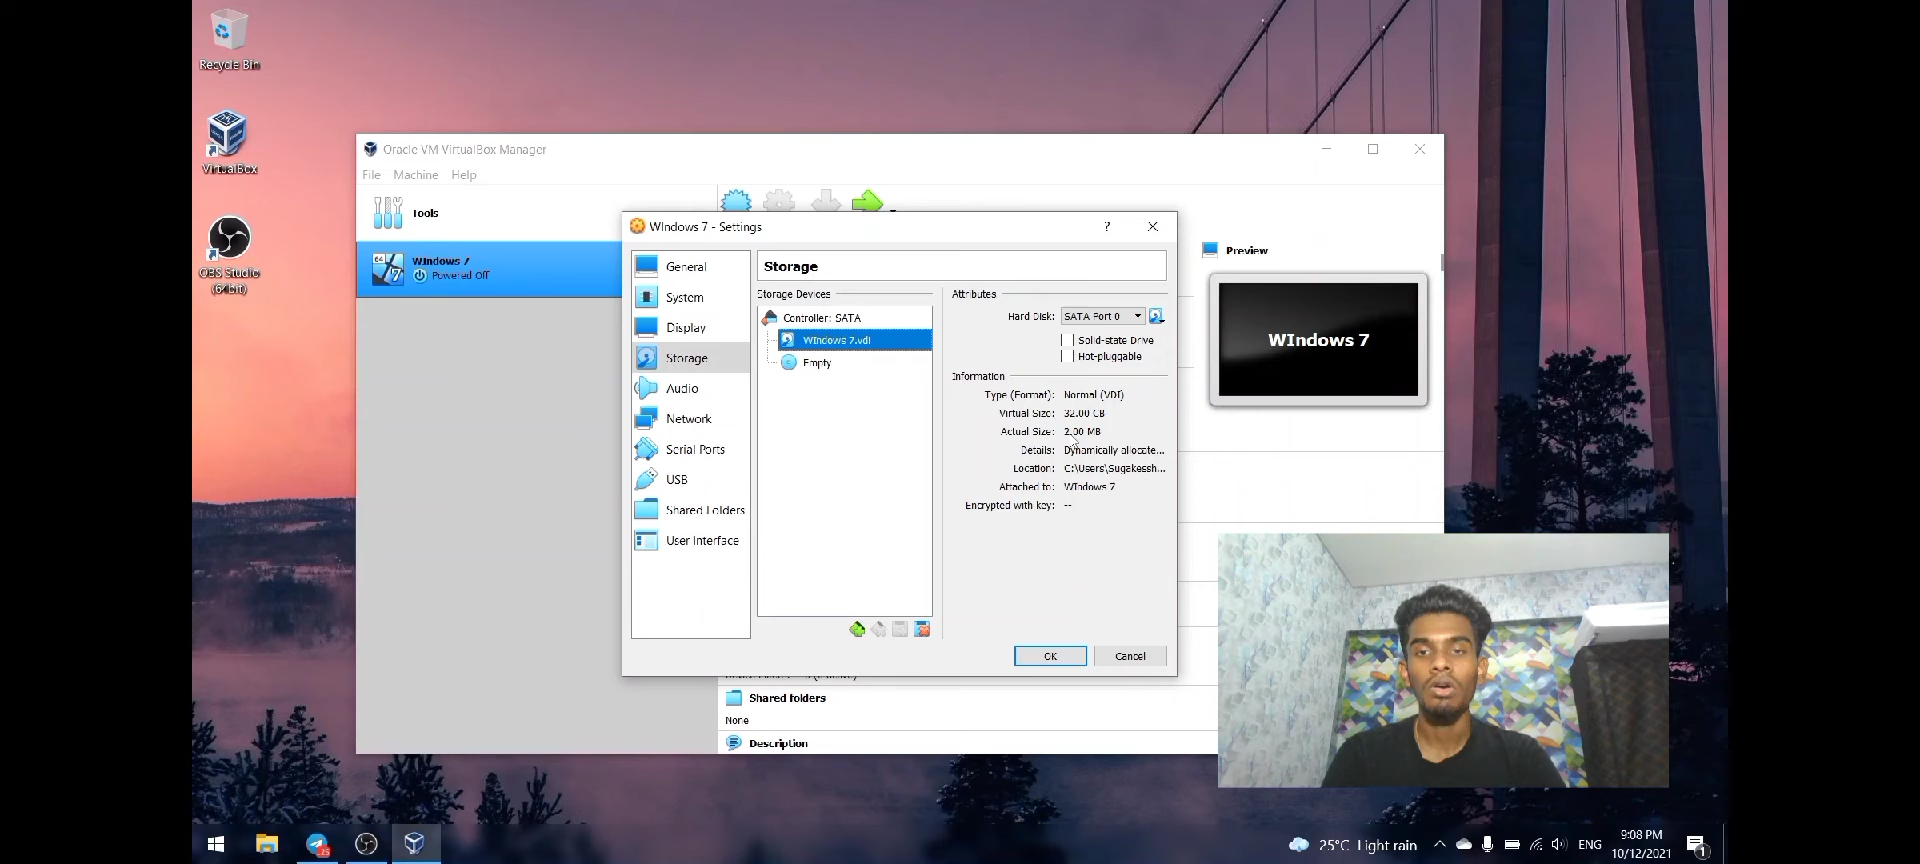 Recycle Bin
VirtualBox
OBS Studio
(64bit)
Oracle VM VirtualBox Manager
File Machine Help
Tools
WIndows 7
Powered Off
64
7
WIndows 7 - Settings
?
General
System
Display
Storage
Audio
Network
Serial Ports
USB
Shared Folders
User Interface
Storage
Storage Devices
Controller: SATA
WIndows 7.vdi
Empty
Attributes
Hard Disk: SATA Port 0
Solid-state Drive
Hot-pluggable
Information
Type (Format): Normal (VDI)
Virtual Size: 32.00 GB
Actual Size: 2.00 MB
Details: Dynamically allocate...
Location: C:\Users\Sugakessh...
Attached to: WIndows 7
Encrypted with key: --
OK Cancel
Preview
WIndows 7
Shared folders
None
Description
25
25°C Light rain
ENG
9:08 PM
10/12/2021
1